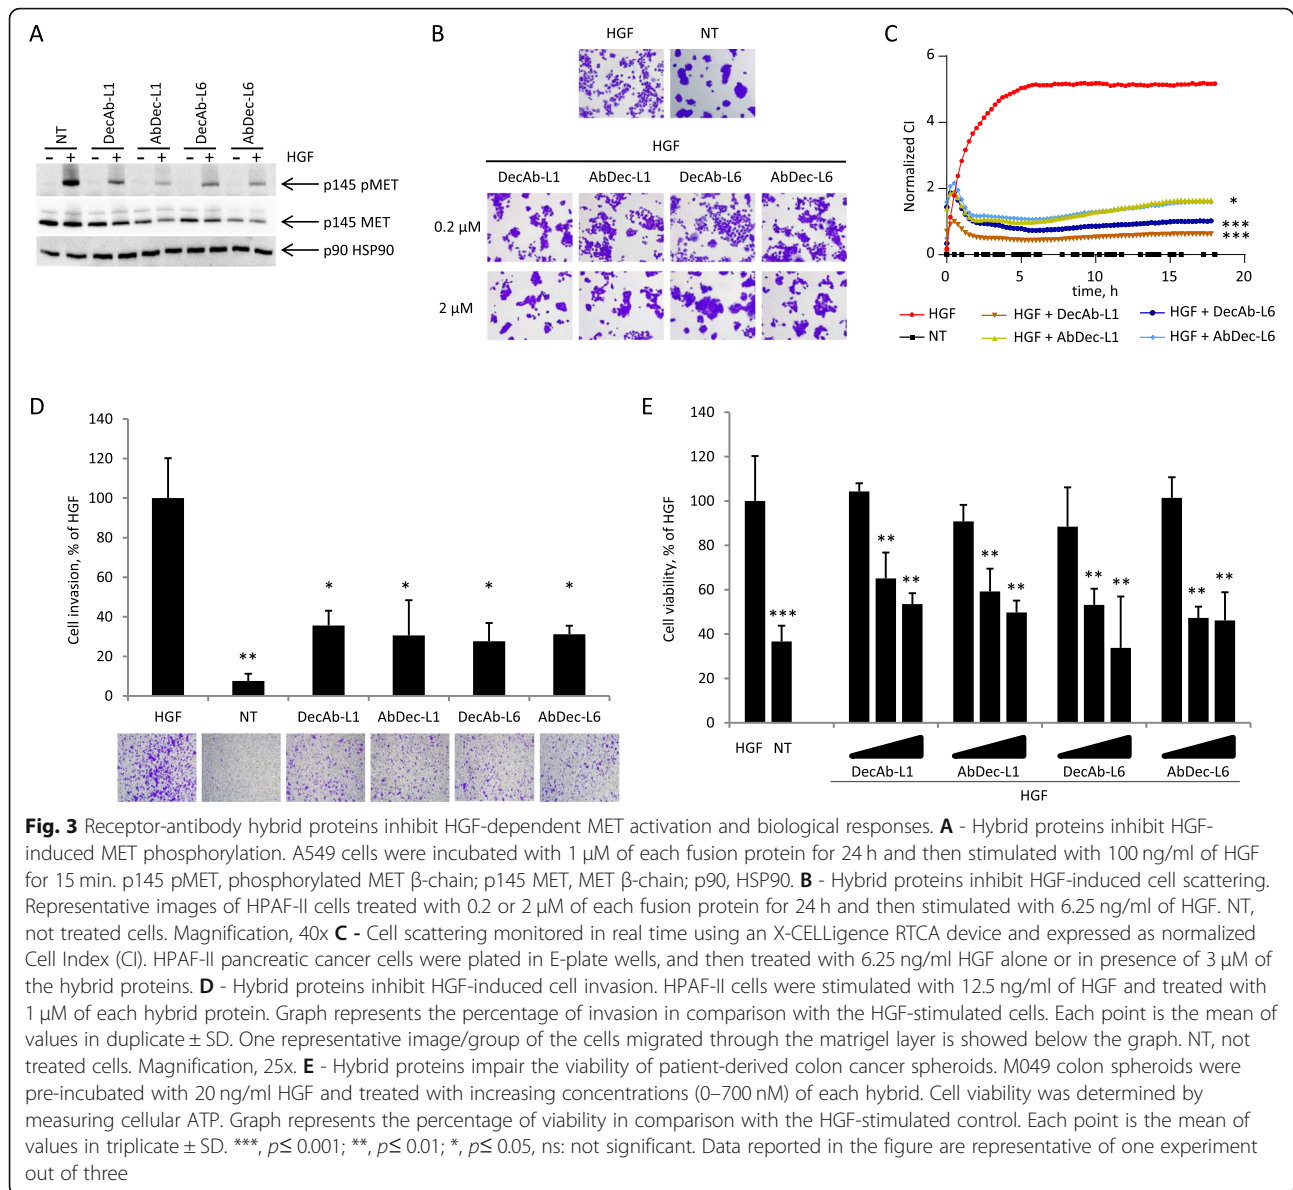 A
NT
DecAb-L1
AbDec-L1
DecAb-L6
AbDec-L6
- + - + - + - + - + HGF
p145 pMET
p145 MET
p90 HSP90
B
HGF NT
HGF
DecAb-L1 AbDec-L1 DecAb-L6 AbDec-L6
0.2 µM
2 µM
C
Normalized CI
6
4
2
0
*
***
***
0 5 10 15 20
time, h
HGF HGF + DecAb-L1 HGF + DecAb-L6
NT HGF + AbDec-L1 HGF + AbDec-L6
D
Cell invasion, % of HGF
140
120
100
80
60
40
20
0
** * * * *
HGF NT DecAb-L1 AbDec-L1 DecAb-L6 AbDec-L6
E
Cell viability, % of HGF
140
120
100
80
60
40
20
0
*** ** ** ** ** ** ** ** **
HGF NT
DecAb-L1 AbDec-L1 DecAb-L6 AbDec-L6
HGF
Fig. 3 Receptor-antibody hybrid proteins inhibit HGF-dependent MET activation and biological responses. A - Hybrid proteins inhibit HGF-
induced MET phosphorylation. A549 cells were incubated with 1 µM of each fusion protein for 24 h and then stimulated with 100 ng/ml of HGF
for 15 min. p145 pMET, phosphorylated MET β-chain; p145 MET, MET β-chain; p90, HSP90. B - Hybrid proteins inhibit HGF-induced cell scattering.
Representative images of HPAF-II cells treated with 0.2 or 2 µM of each fusion protein for 24 h and then stimulated with 6.25 ng/ml of HGF. NT,
not treated cells. Magnification, 40x C - Cell scattering monitored in real time using an X-CELLigence RTCA device and expressed as normalized
Cell Index (CI). HPAF-II pancreatic cancer cells were plated in E-plate wells, and then treated with 6.25 ng/ml HGF alone or in presence of 3 µM of
the hybrid proteins. D - Hybrid proteins inhibit HGF-induced cell invasion. HPAF-II cells were stimulated with 12.5 ng/ml of HGF and treated with
1 µM of each hybrid protein. Graph represents the percentage of invasion in comparison with the HGF-stimulated cells. Each point is the mean of
values in duplicate ± SD. One representative image/group of the cells migrated through the matrigel layer is showed below the graph. NT, not
treated cells. Magnification, 25x. E - Hybrid proteins impair the viability of patient-derived colon cancer spheroids. M049 colon spheroids were
pre-incubated with 20 ng/ml HGF and treated with increasing concentrations (0–700 nM) of each hybrid. Cell viability was determined by
measuring cellular ATP. Graph represents the percentage of viability in comparison with the HGF-stimulated control. Each point is the mean of
values in triplicate ± SD. ***, p≤ 0.001; **, p≤ 0.01; *, p≤ 0.05, ns: not significant. Data reported in the figure are representative of one experiment
out of three